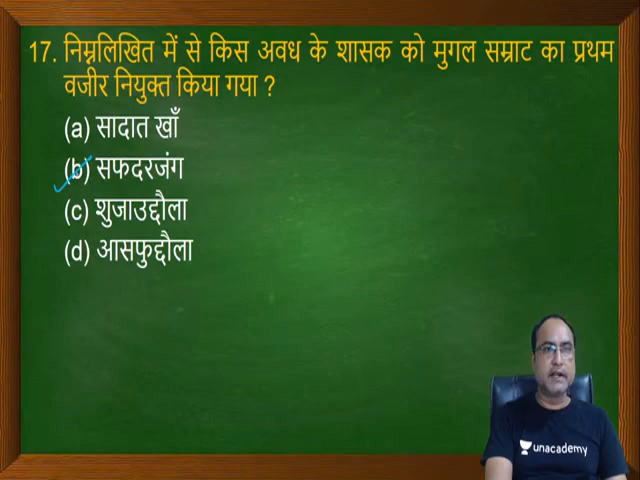 17. निम्नलिखित में से किस अवध के शासक को मुगल सम्राट का प्रथम
वजीर नियुक्त किया गया ?
(a) सादात खाँ
(b) सफदरजंग
(c) शुजाउद्दौला
(d) आसफुद्दौला
unacademy